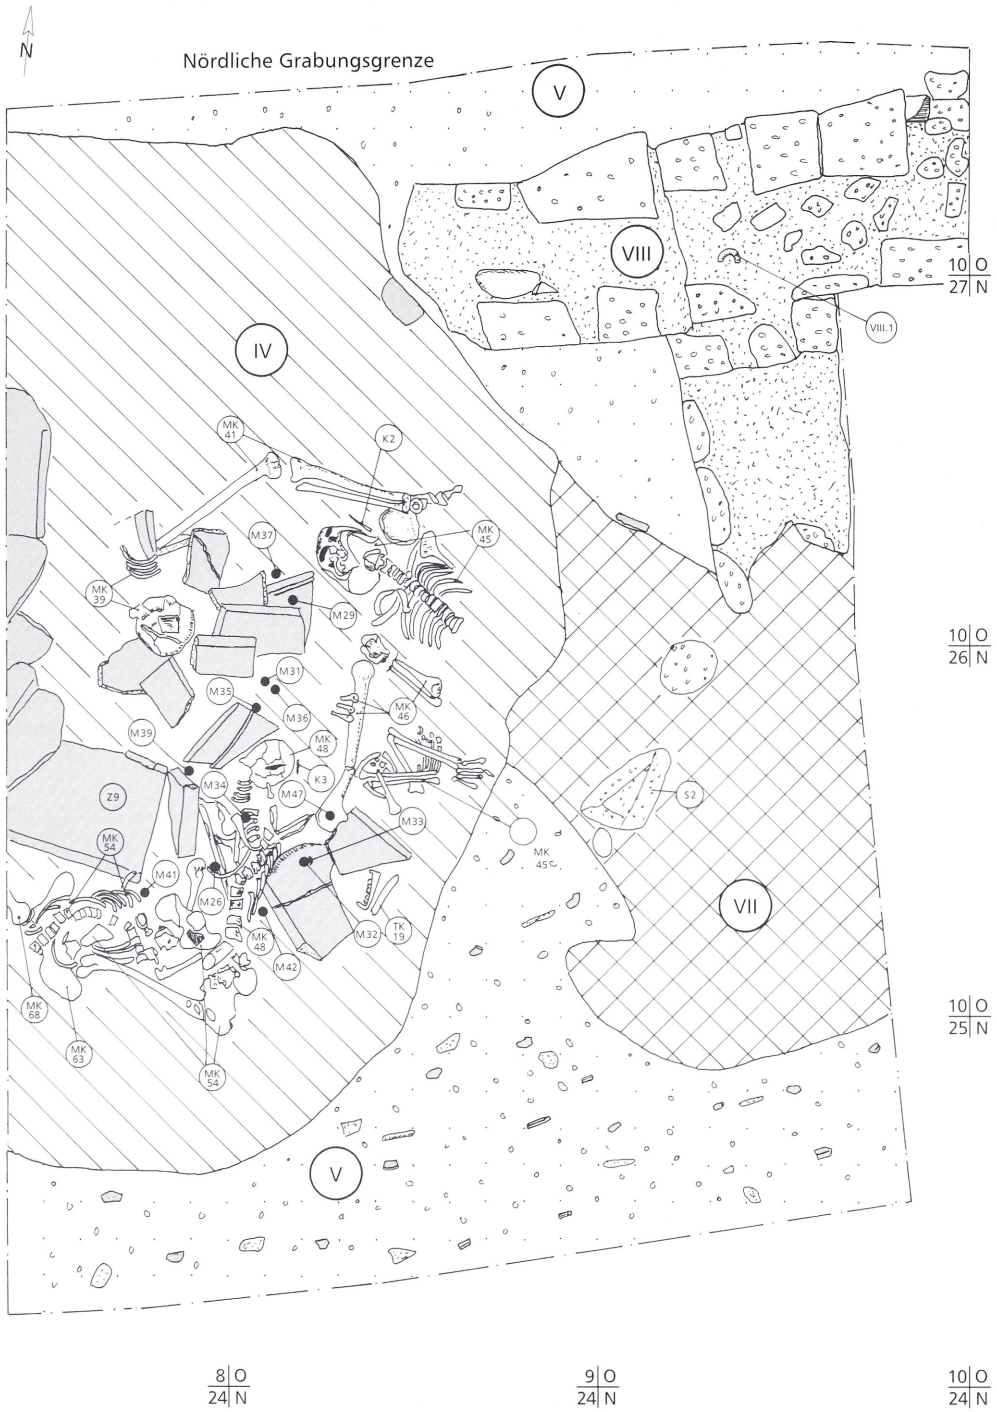 N
Nördliche Grabungsgrenze
V
VIII
10 O
27 N
VIII.1
IV
MK
41
K2
MK
45
M37
MK
39
M29
10 O
26 N
M31
M35
M36
MK
46
M39
MK
48
K3
M34
M47
Z9
S2
M33
MK
54
MK
45c
M41
M26
VII
M32
TK
19
MK
48
M42
MK
68
10 O
25 N
MK
63
MK
54
V
8 O
24 N
9 O
24 N
10 O
24 N